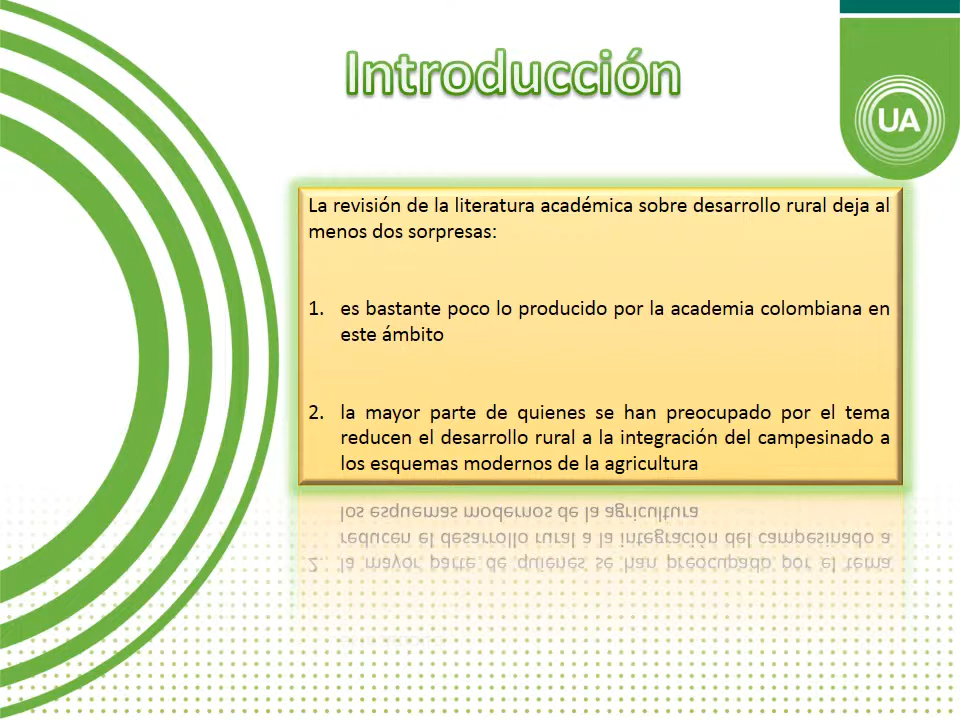 Introducción
UA
La revisión de la literatura académica sobre desarrollo rural deja al
menos dos sorpresas:
1. es bastante poco lo producido por la academia colombiana en
este ámbito
2. la mayor parte de quienes se han preocupado por el tema
reducen el desarrollo rural a la integración del campesinado a
los esquemas modernos de la agricultura